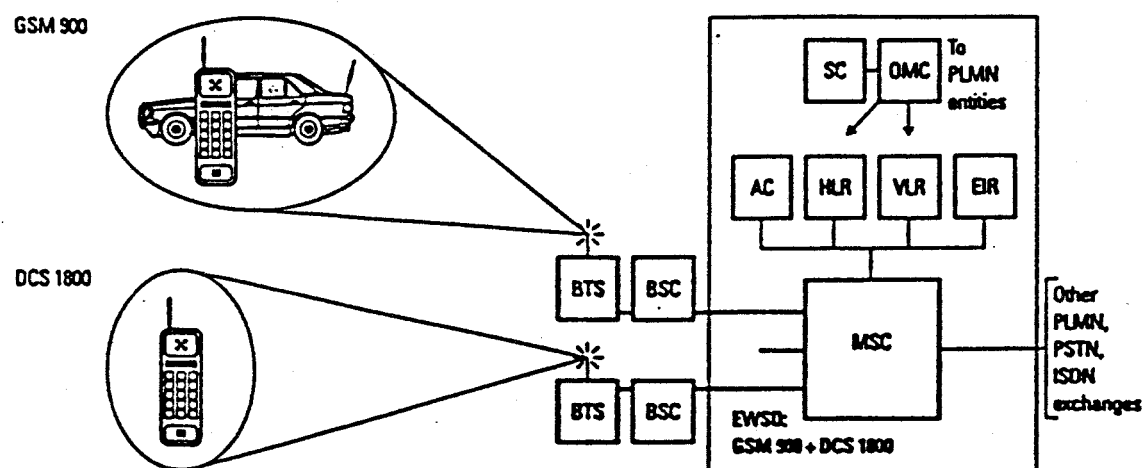 GSM 900
SC
OMC
To
PLMN
entities
AC
HLR
VLR
EIR
DCS 1800
BTS
BSC
MSC
Other
PLMN,
PSTN,
ISDN
exchanges
BTS
BSC
EWSD:
GSM 900 + DCS 1800